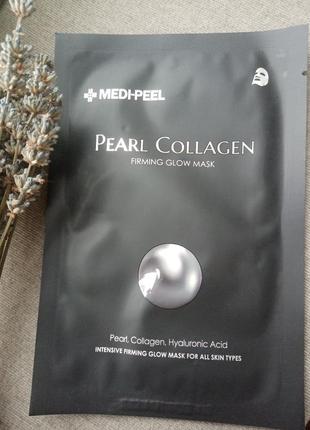 MEDI-PEEL
PEARL COLLAGEN
FIRMING GLOW MASK
Pearl, Collagen, Hyaluronic Acid
INTENSIVE FIRMING GLOW MASK FOR ALL SKIN TYPES